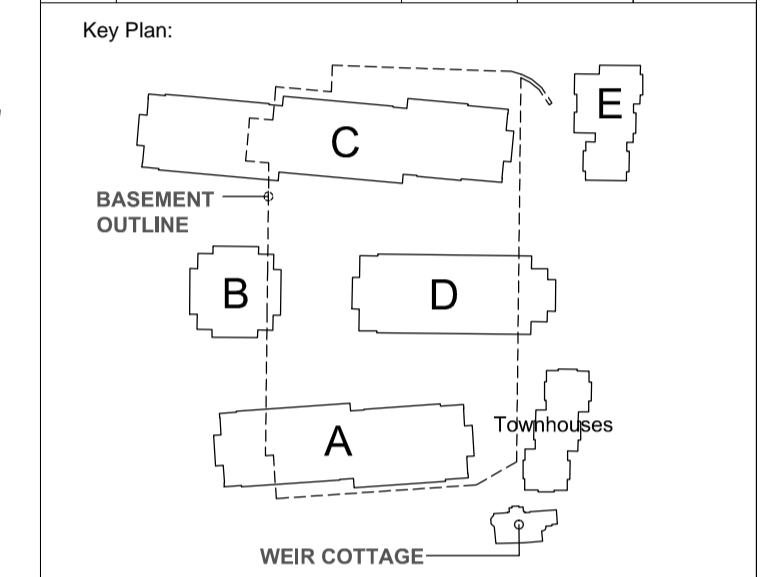 Key Plan:
E
C
BASEMENT
OUTLINE
B
D
A
Townhouses
WEIR COTTAGE